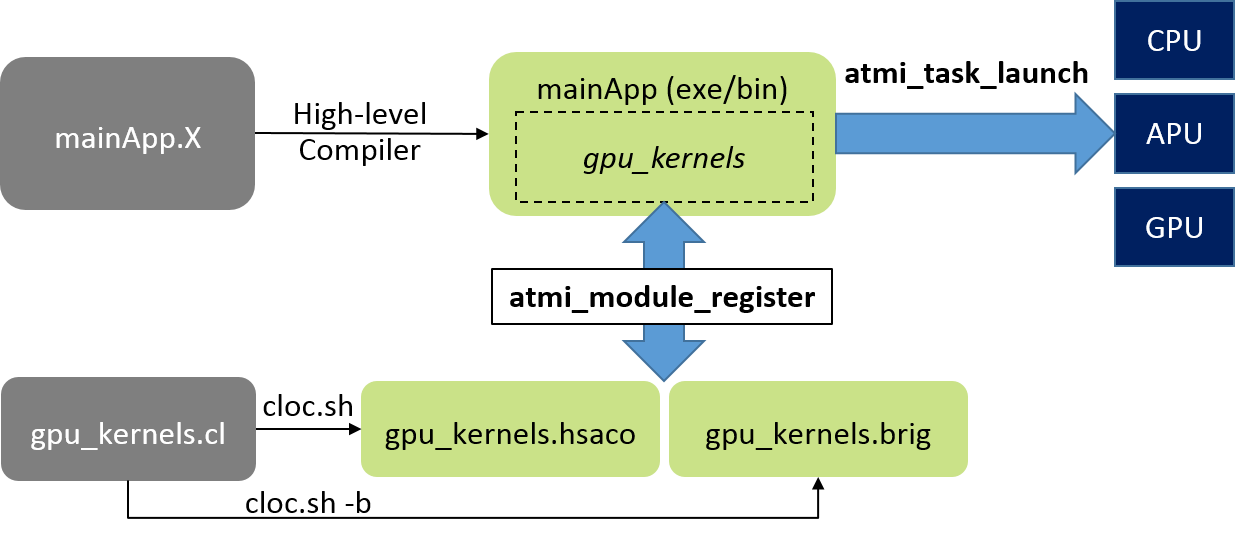 CPU
atmi_task_launch
mainApp (exe/bin)
High-level
Compiler
mainApp.X
gpu_kernels
APU
GPU
atmi_module_register
cloc.sh
gpu_kernels.cl
gpu_kernels.hsaco
gpu_kernels.brig
cloc.sh -b